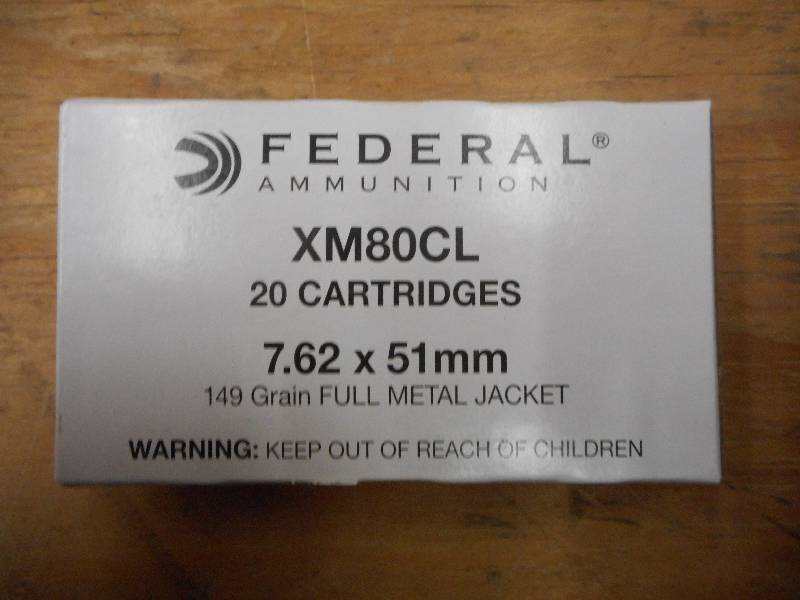 FEDERAL®
AMMUNITION
XM80CL
20 CARTRIDGES
7.62 x 51mm
149 Grain FULL METAL JACKET
WARNING: KEEP OUT OF REACH OF CHILDREN